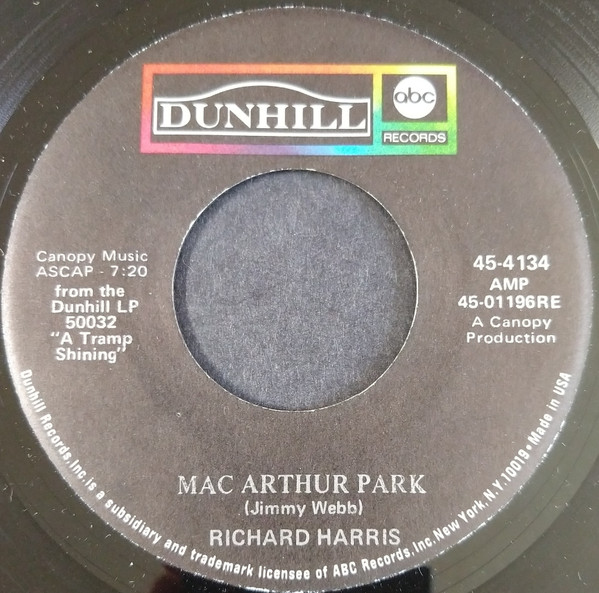 DUNHILL
abc
RECORDS
Canopy Music
ASCAP - 7:20
from the
Dunhill LP
50032
"A Tramp
Shining"
45-4134
AMP
45-01196RE
A Canopy
Production
MAC ARTHUR PARK
(Jimmy Webb)
RICHARD HARRIS
Dunhill Records, Inc. is a subsidiary and trademark licensee of ABC Records, Inc. New York, N.Y. 10019 • Made in USA